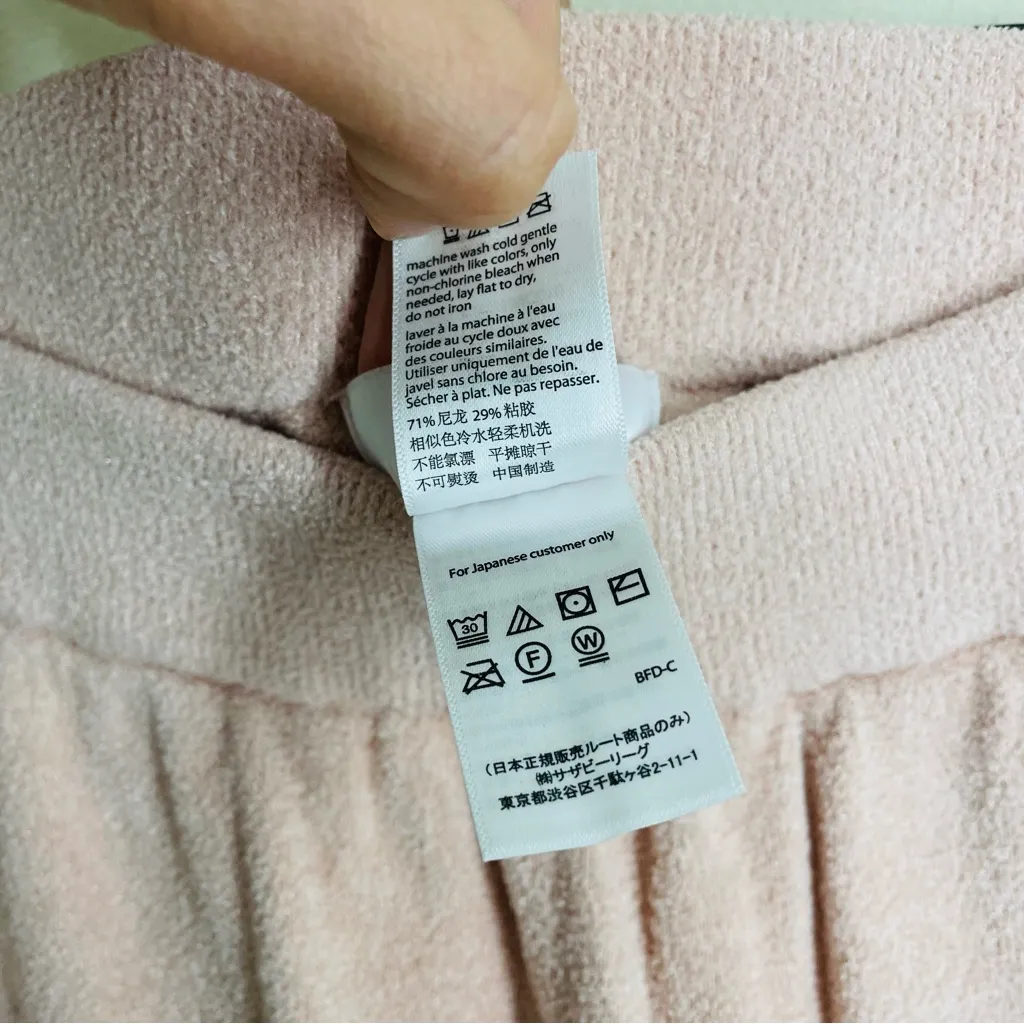 machine wash cold gentle
cycle with like colors, only
non-chlorine bleach when
needed, lay flat to dry,
do not iron
laver à la machine à l'eau
froide au cycle doux avec
des couleurs similaires.
Utiliser uniquement de l'eau de
javel sans chlore au besoin.
Sécher à plat. Ne pas repasser.
71%尼龙 29%粘胶
相似色冷水轻柔机洗
不能氯漂 平摊晾干
不可熨烫 中国制造
For Japanese customer only
30
F W
BFD-C
(日本正規販売ルート商品のみ)
㈱サザビーリーグ
東京都渋谷区千駄ヶ谷2-11-1